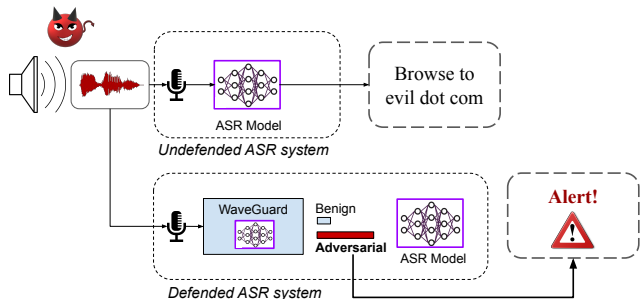 Browse to
evil dot com
ASR Model
Undefended ASR system
WaveGuard
Benign
Adversarial
ASR Model
Defended ASR system
Alert!